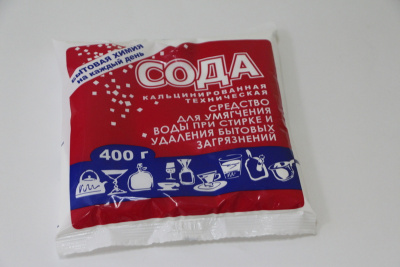 БЫТОВАЯ ХИМИЯ
на каждый день
СОДА
КАЛЬЦИНИРОВАННАЯ
ТЕХНИЧЕСКАЯ
СРЕДСТВО
ДЛЯ УМЯГЧЕНИЯ
ВОДЫ ПРИ СТИРКЕ И
УДАЛЕНИЯ БЫТОВЫХ
ЗАГРЯЗНЕНИЙ
400 г